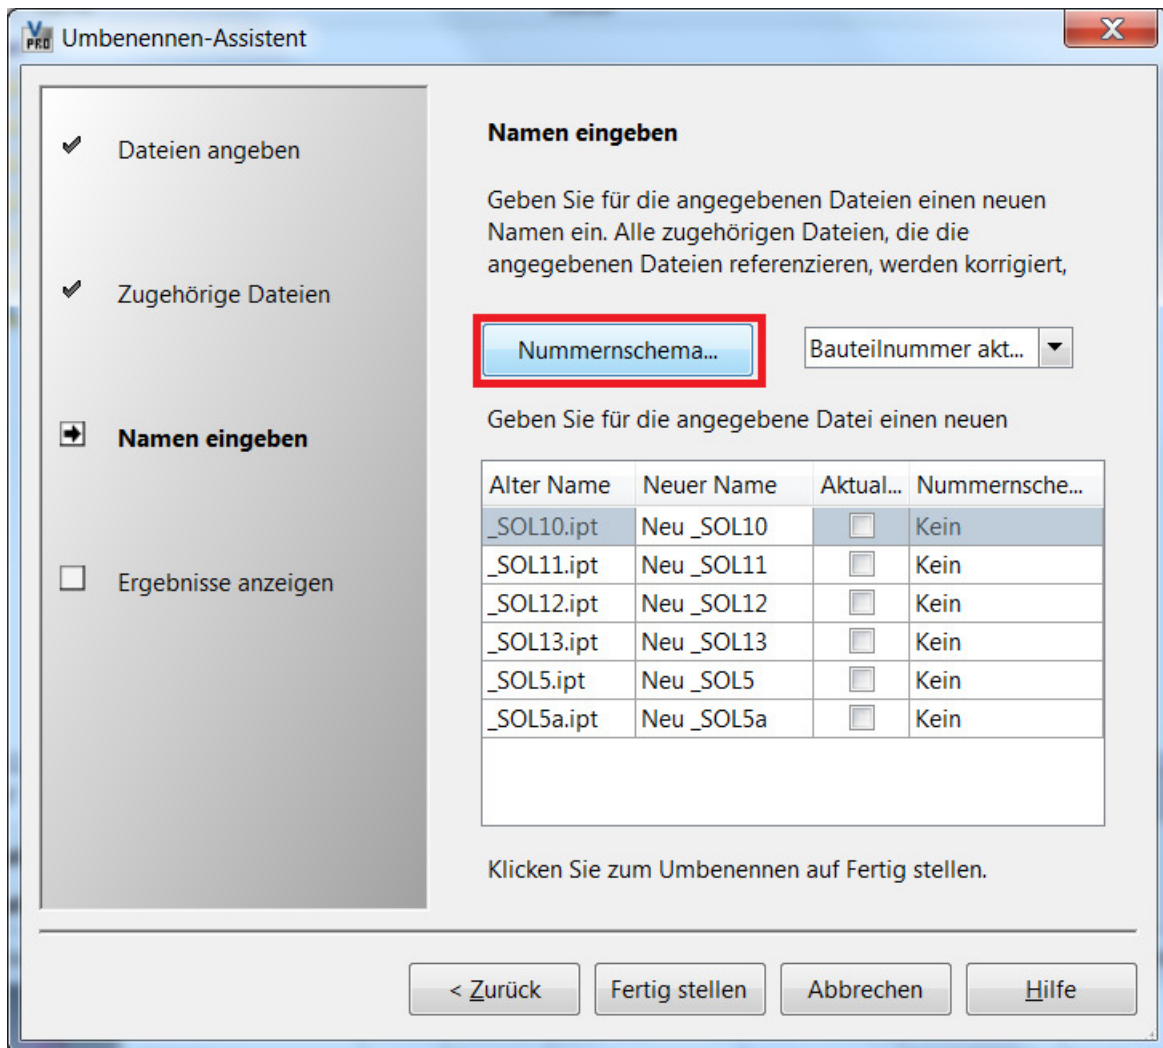 V PRO Umbenennen-Assistent
Dateien angeben
Zugehörige Dateien
Namen eingeben
Ergebnisse anzeigen
Namen eingeben
Geben Sie für die angegebenen Dateien einen neuen
Namen ein. Alle zugehörigen Dateien, die die
angegebenen Dateien referenzieren, werden korrigiert,
Nummernschema... Bauteilnummer akt...
Geben Sie für die angegebene Datei einen neuen
Alter Name Neuer Name Aktual... Nummernsche...
_SOL10.ipt Neu _SOL10 Kein
_SOL11.ipt Neu _SOL11 Kein
_SOL12.ipt Neu _SOL12 Kein
_SOL13.ipt Neu _SOL13 Kein
_SOL5.ipt Neu _SOL5 Kein
_SOL5a.ipt Neu _SOL5a Kein
Klicken Sie zum Umbenennen auf Fertig stellen.
< Zurück Fertig stellen Abbrechen Hilfe